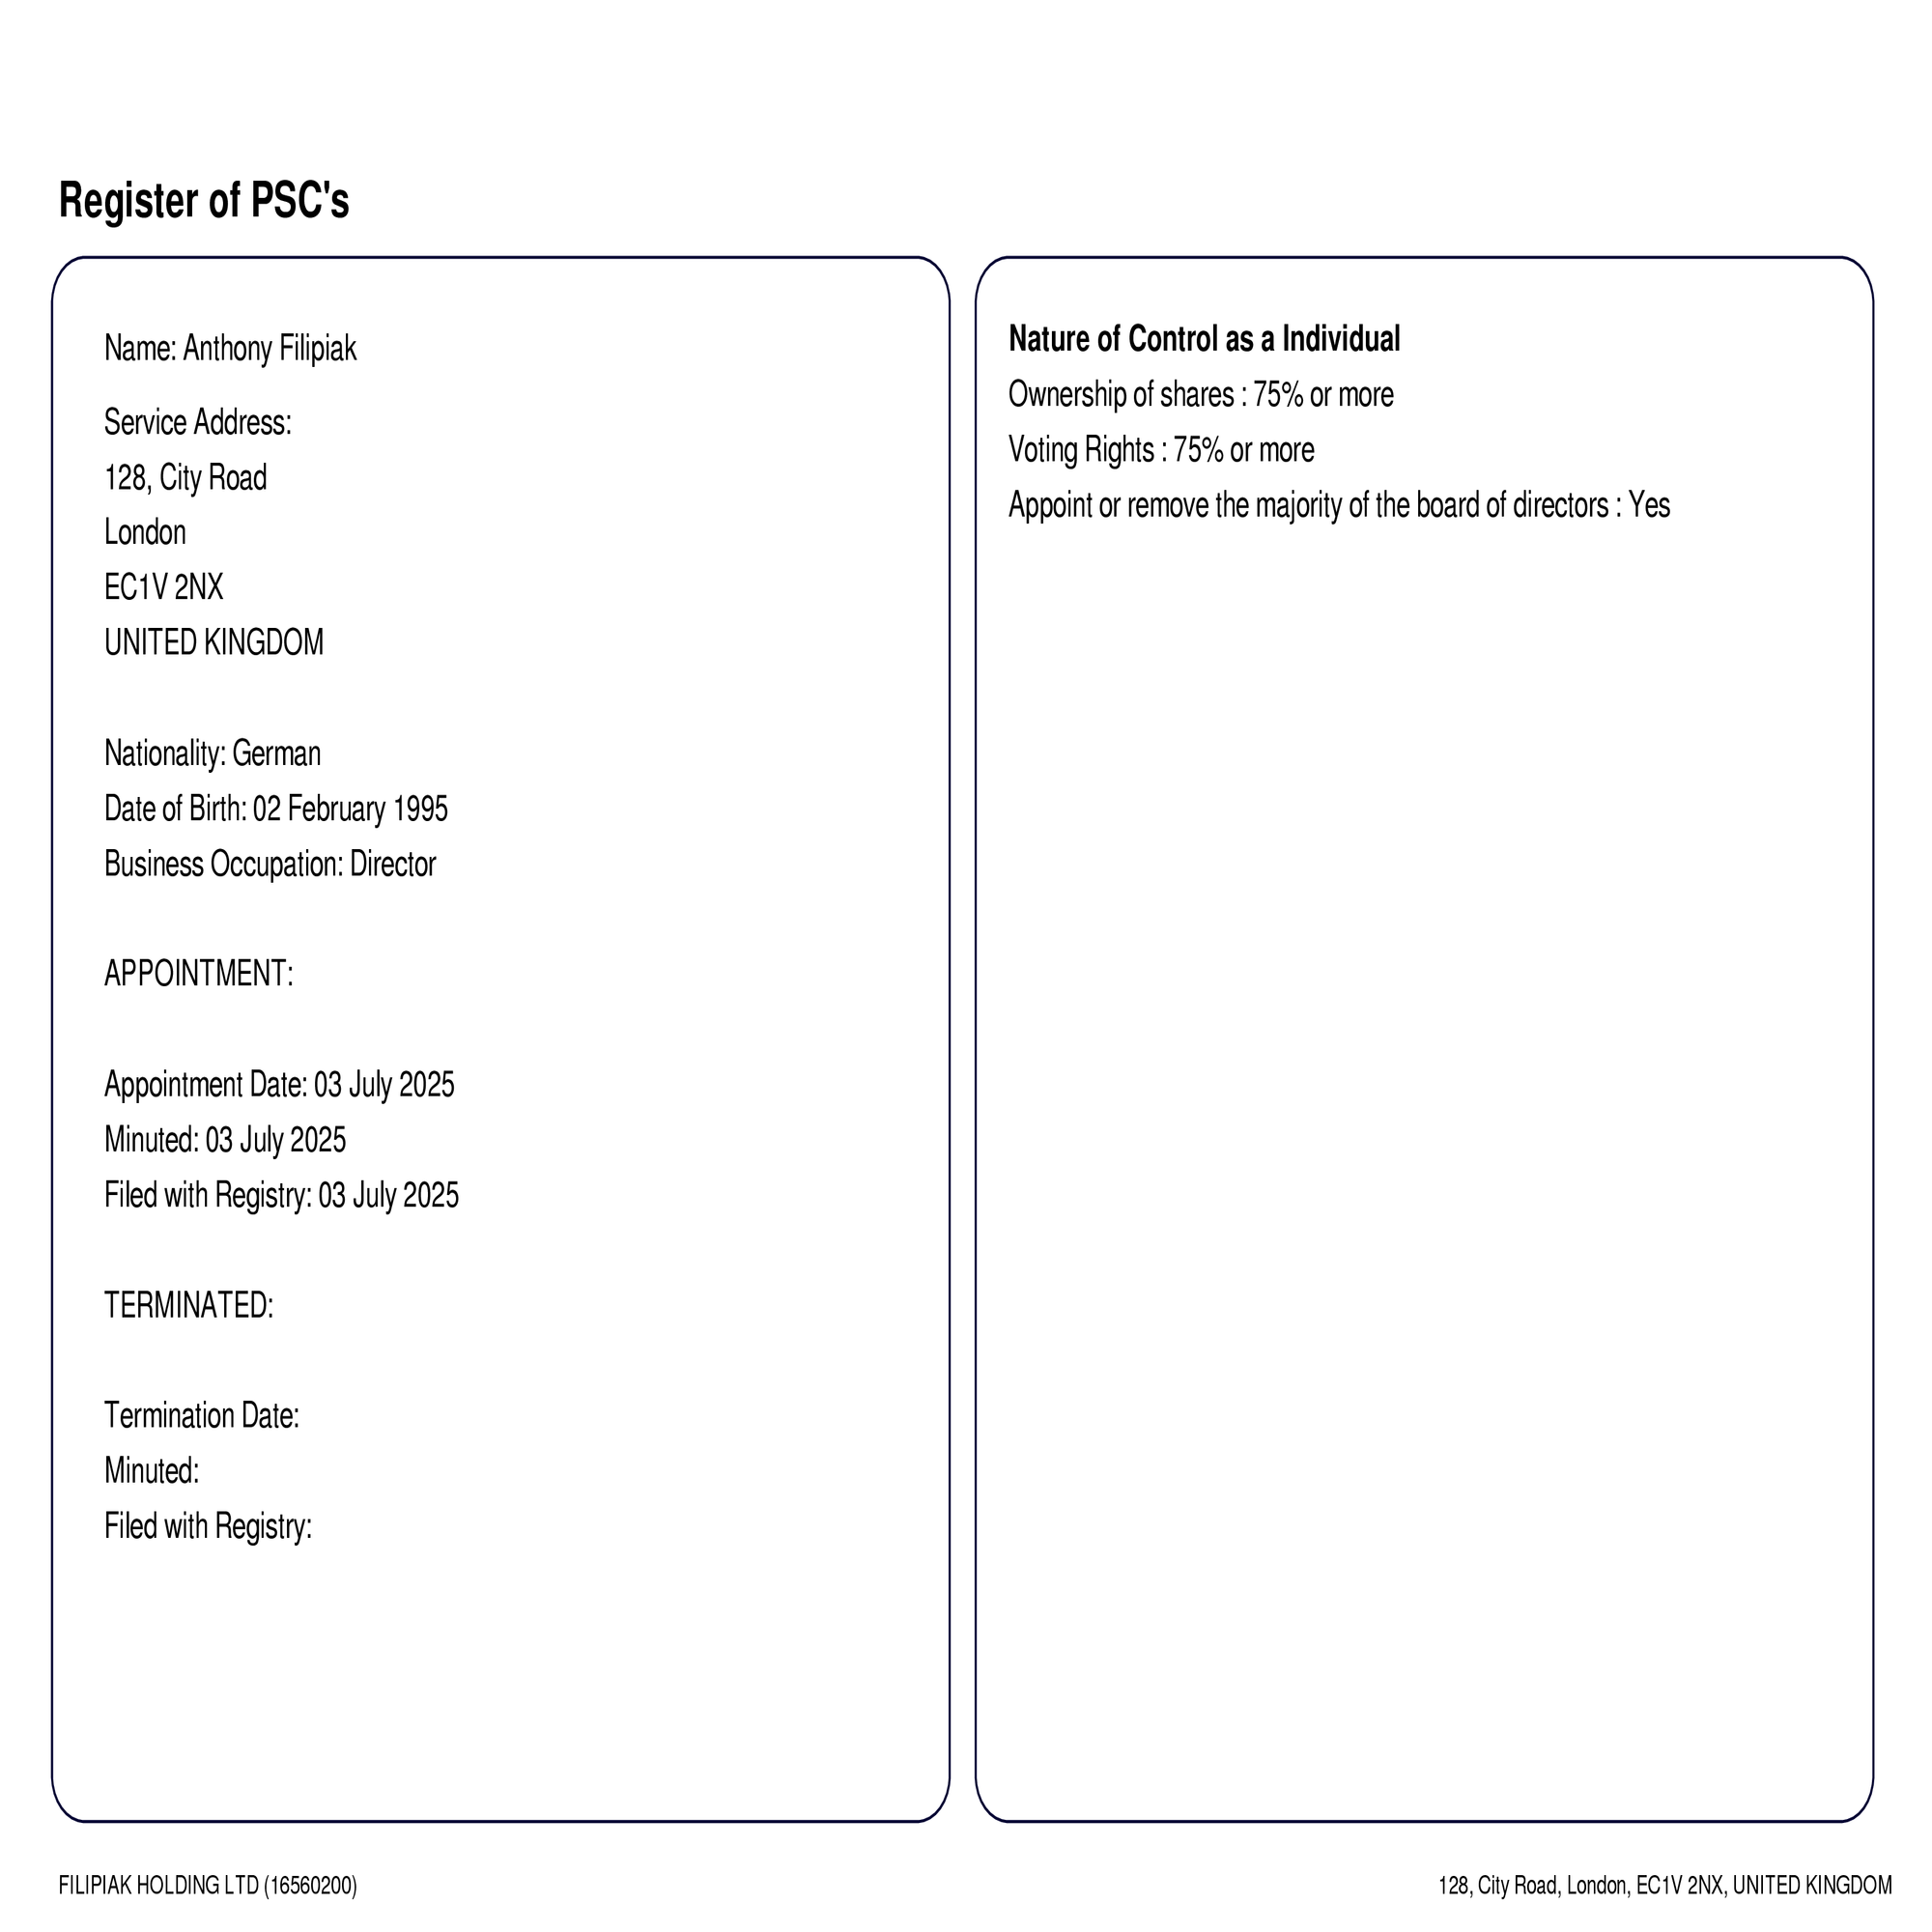 Register of PSC's
Name: Anthony Filipiak
Service Address:
128, City Road
London
EC1V 2NX
UNITED KINGDOM
Nationality: German
Date of Birth: 02 February 1995
Business Occupation: Director
APPOINTMENT:
Appointment Date: 03 July 2025
Minuted: 03 July 2025
Filed with Registry: 03 July 2025
TERMINATED:
Termination Date:
Minuted:
Filed with Registry:
Nature of Control as a Individual
Ownership of shares : 75% or more
Voting Rights : 75% or more
Appoint or remove the majority of the board of directors : Yes
FILIPIAK HOLDING LTD (16560200)
128, City Road, London, EC1V 2NX, UNITED KINGDOM